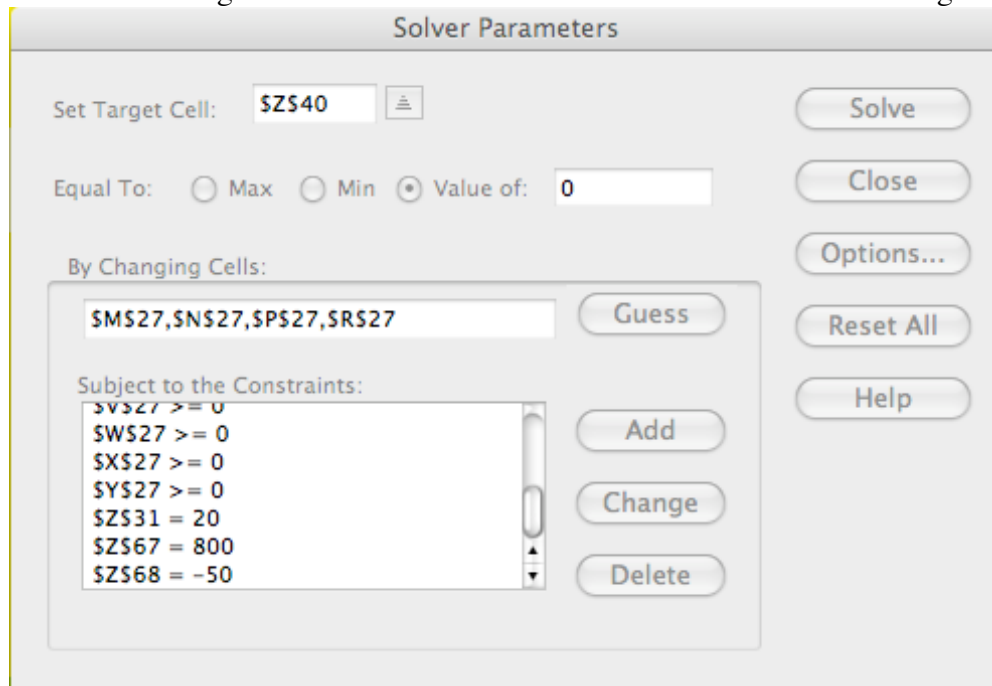 Solver Parameters
Set Target Cell: $Z$40
Solve
Equal To: Max Min Value of: 0
Close
By Changing Cells:
Options...
$M$27,$N$27,$P$27,$R$27
Guess
Reset All
Subject to the Constraints:
$V$27 >= 0
Help
$W$27 >= 0
Add
$X$27 >= 0
$Y$27 >= 0
Change
$Z$31 = 20
$Z$67 = 800
$Z$68 = -50
Delete